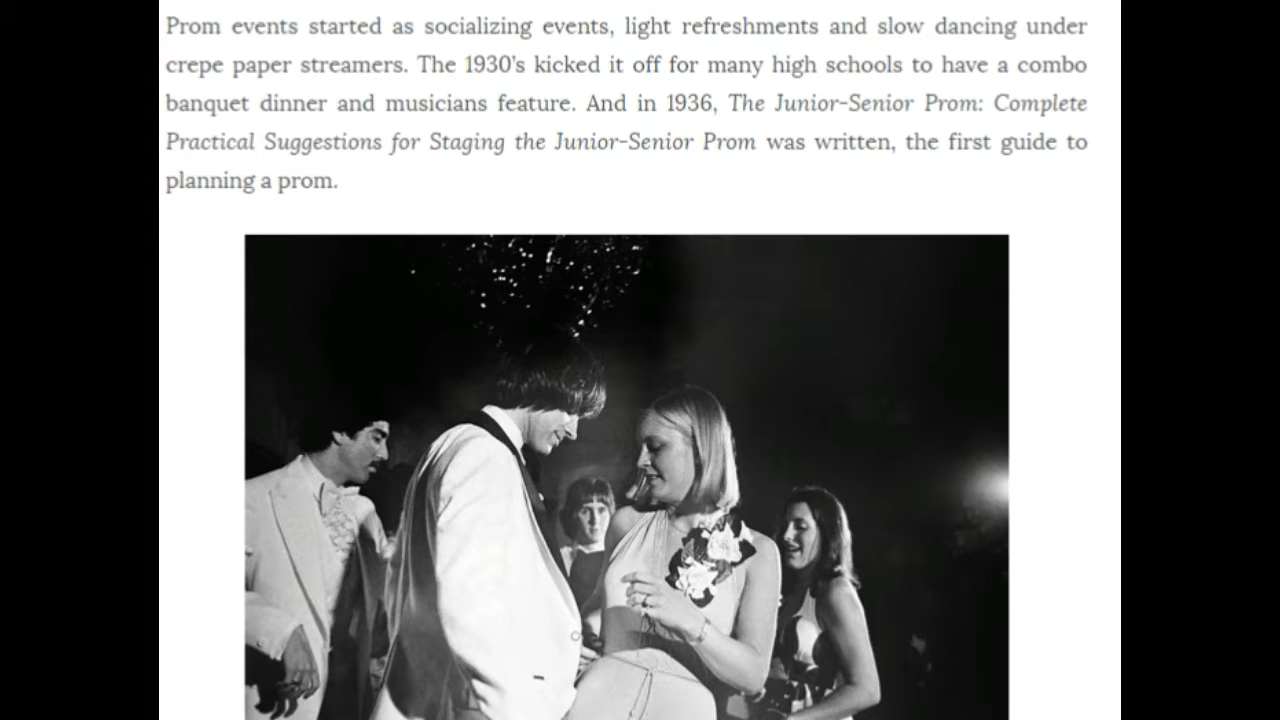 Prom events started as socializing events, light refreshments and slow dancing under
crepe paper streamers. The 1930’s kicked it off for many high schools to have a combo
banquet dinner and musicians feature. And in 1936, The Junior-Senior Prom: Complete
Practical Suggestions for Staging the Junior-Senior Prom was written, the first guide to
planning a prom.